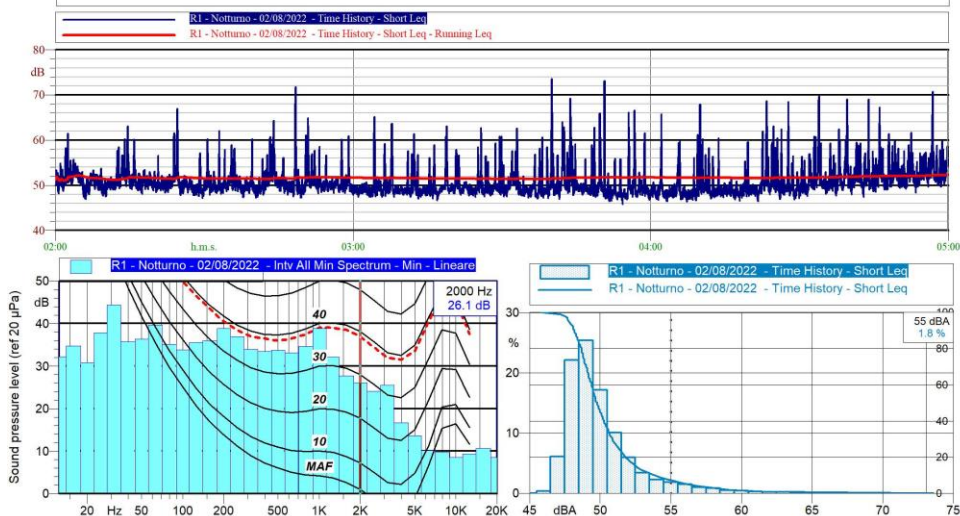 R1 - Notturno - 02/08/2022 - Time History - Short Leq
R1 - Notturno - 02/08/2022 - Time History - Short Leq - Running Leq
80
dB
70
60
50
40
02:00 h.m.s. 03:00 04:00 05:00
R1 - Notturno - 02/08/2022 - Intv All Min Spectrum - Min - Lineare
50
dB
40
30
20
10
0
Sound pressure level (ref 20 µPa)
2000 Hz
26.1 dB
40
30
20
10
MAF
20 Hz 50 100 200 500 1K 2K 5K 10K 20K
R1 - Notturno - 02/08/2022 - Time History - Short Leq
R1 - Notturno - 02/08/2022 - Time History - Short Leq
30
%
20
10
0
55 dBA
1.8 %
100
80
60
40
20
0
45 dBA 50 55 60 65 70 75